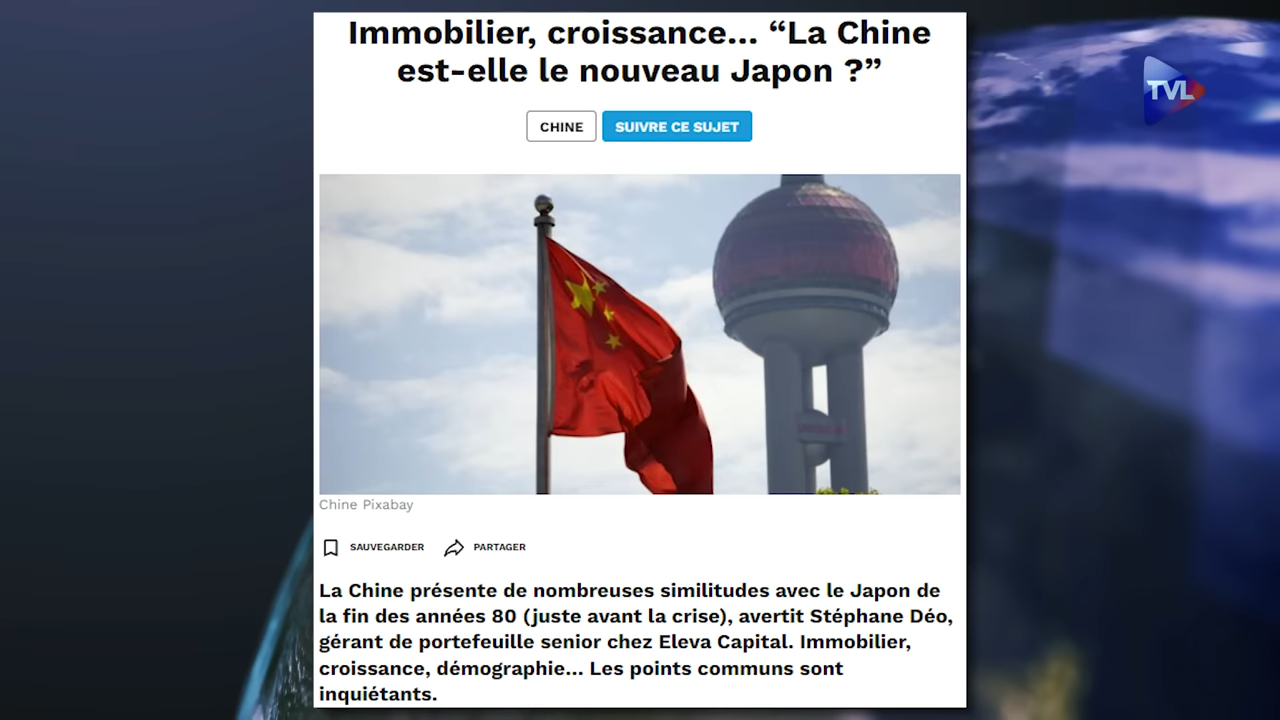 Immobilier, croissance... “La Chine
est-elle le nouveau Japon ?”
TVL
CHINE
SUIVRE CE SUJET
Chine Pixabay
SAUVEGARDER
PARTAGER
La Chine présente de nombreuses similitudes avec le Japon de
la fin des années 80 (juste avant la crise), avertit Stéphane Déo,
gérant de portefeuille senior chez Eleva Capital. Immobilier,
croissance, démographie... Les points communs sont
inquiétants.